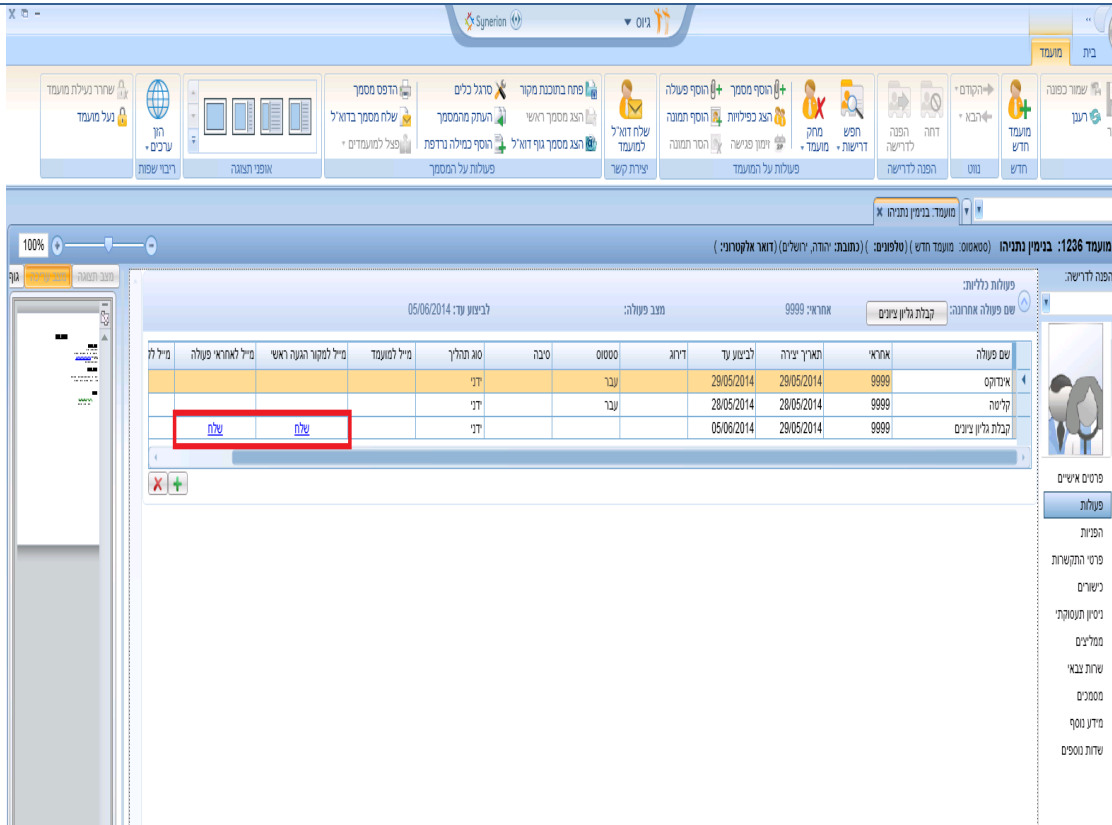 Synerion
גיוס
בית
מועמד
שמור כפונה
רענן
מועמד חדש
חדש
הקודם
הבא
נווט
דחה
הפנה לדרישה
הפנה לדרישה
חפש דרישות
מחק מועמד
הוסף מסמך
הוסף פעולה
הצג כפילויות
הוסף תמונה
זימון פגישה
הסר תמונה
פעולות על המועמד
שלח דוא"ל למועמד
יצירת קשר
פתח בתוכנת מקור
סרגל כלים
הדפס מסמך
הצג מסמך ראשי
העתק מהמסמך
שלח מסמך בדוא"ל
הצג מסמך גוף דוא"ל
הוסף כמילה נרדפת
פצל למועמדים
פעולות על המסמך
אופני תצוגה
הזן ערכים
ריבוי שפות
שחרר נעילת מועמד
נעל מועמד
מועמד: בנימין נתניהו
מועמד 1236: בנימין נתניהו (סטאטוס: מועמד חדש ) (טלפונים: ) (כתובת: יהודה, ירושלים) (דואר אלקטרוני: )
100%
הפנה לדרישה:
פעולות כלליות:
שם פעולה אחרונה: קבלת גליון ציונים אחראי: 9999 מצב פעולה: לביצוע עד: 05/06/2014
מצב תצוגה
מצב עריכה
גוף
שם פעולה אחראי תאריך יצירה לביצוע עד דירוג סטטוס סיבה סוג תהליך מייל למועמד מייל למקור הגעה ראשי מייל לאחראי פעולה מייל לו
אינדוקס 9999 29/05/2014 29/05/2014 עבר ידני
קליטה 9999 28/05/2014 28/05/2014 עבר ידני
קבלת גליון ציונים 9999 29/05/2014 05/06/2014 ידני שלח שלח
פרטים אישיים
פעולות
הפניות
פרטי התקשרות
כישורים
ניסיון תעסוקתי
ממליצים
שרות צבאי
מסמכים
מידע נוסף
שדות נוספים